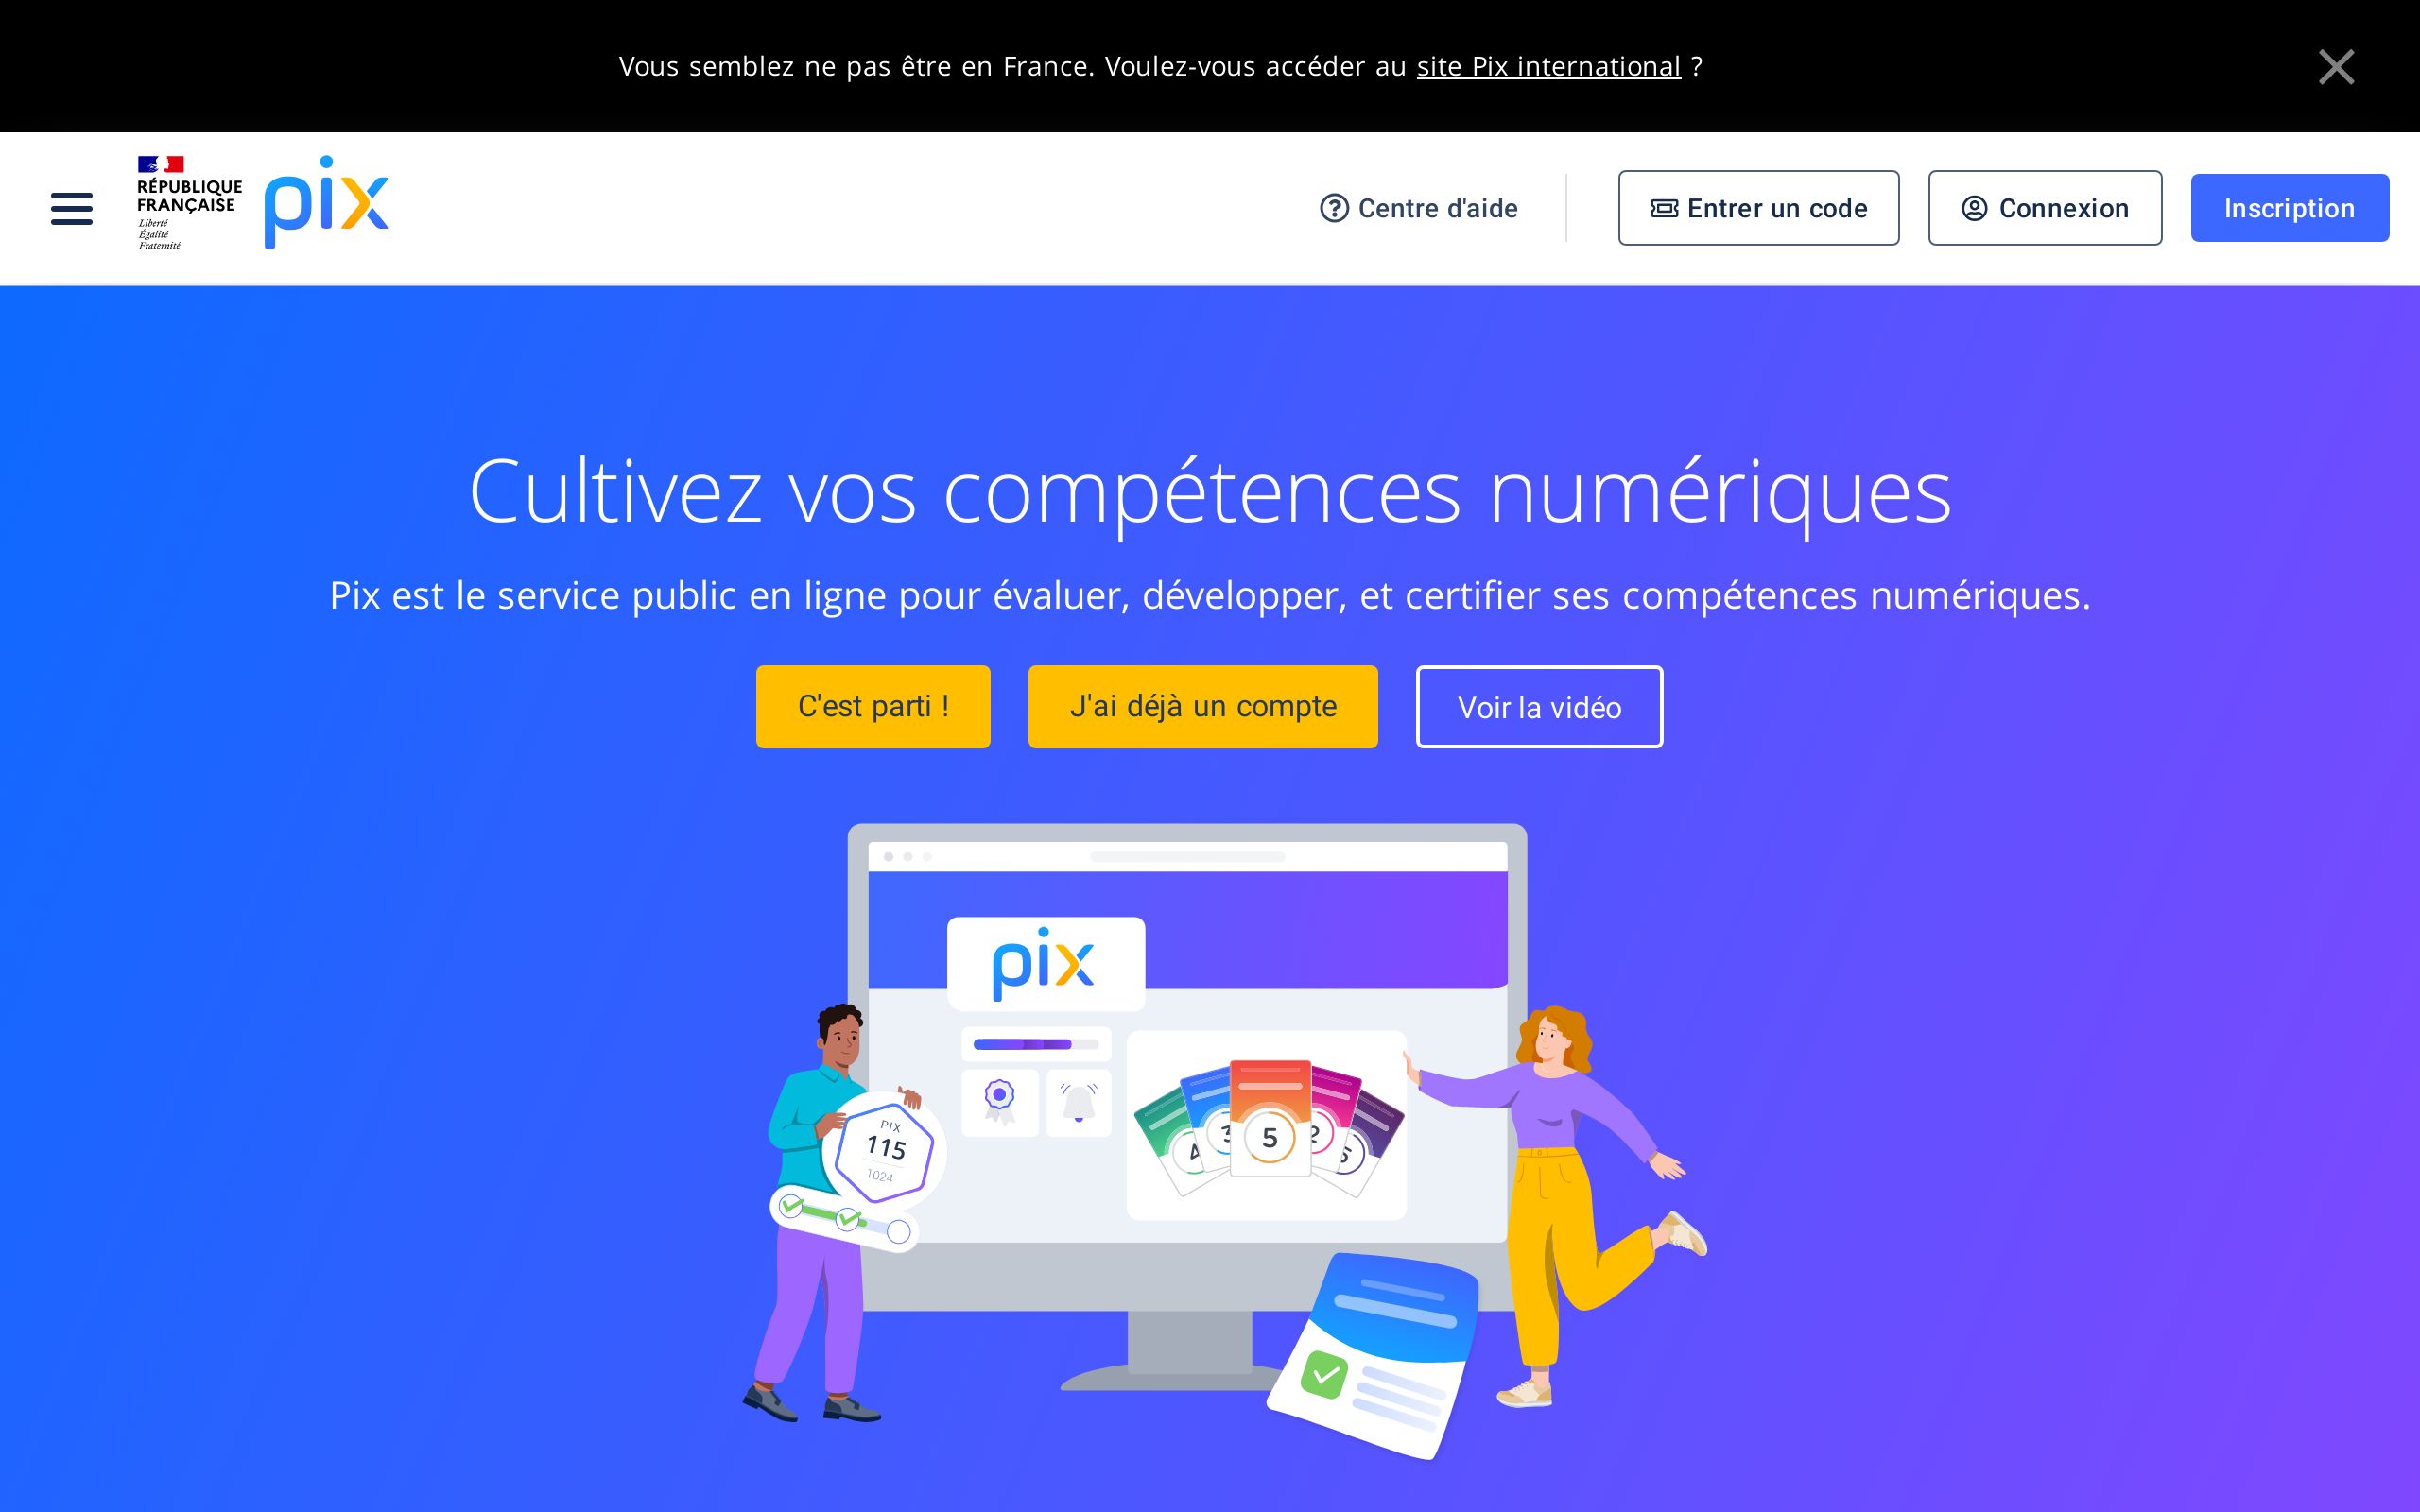 Vous semblez ne pas être en France. Voulez-vous accéder au site Pix international ?
RÉPUBLIQUE
FRANÇAISE
Liberté
Égalité
Fraternité
pix
Centre d'aide
Entrer un code
Connexion
Inscription
Cultivez vos compétences numériques
Pix est le service public en ligne pour évaluer, développer, et certifier ses compétences numériques.
C'est parti !
J'ai déjà un compte
Voir la vidéo
pix
PIX
115
1024
4
3
5
2
5